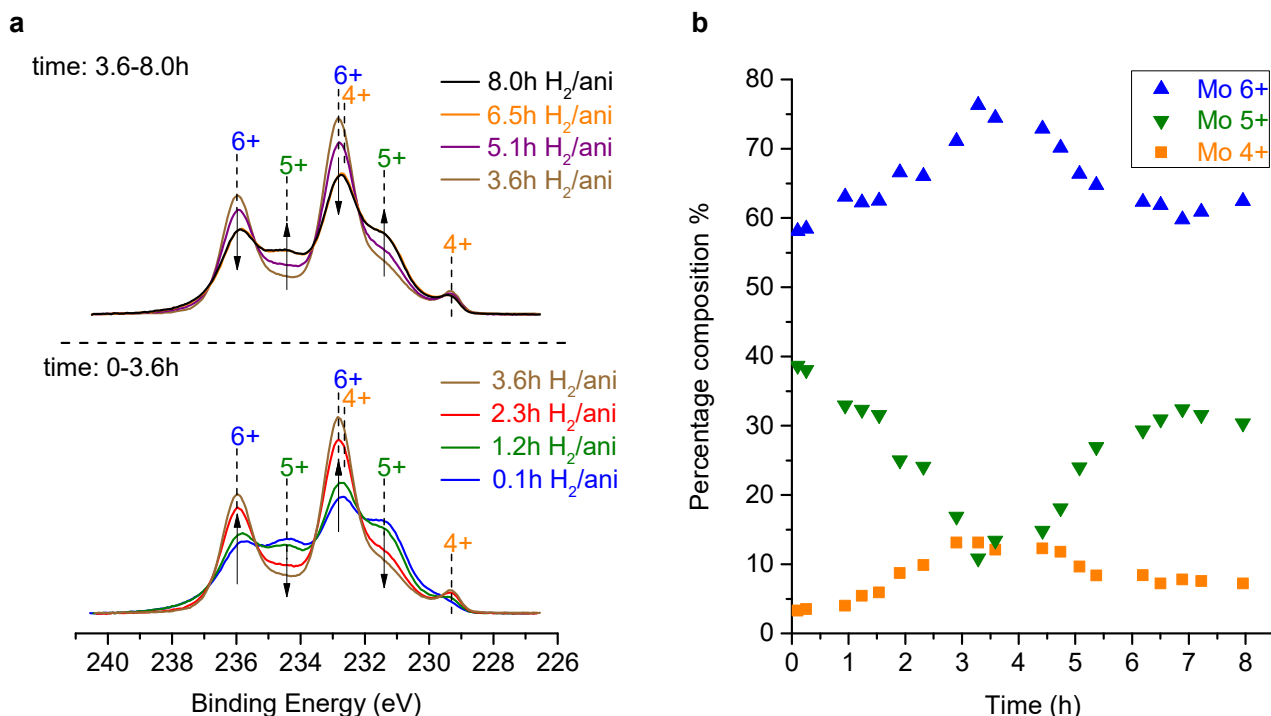 a
time: 3.6-8.0h
6+
5+
6+
4+
5+
4+
8.0h H₂/ani
6.5h H₂/ani
5.1h H₂/ani
3.6h H₂/ani
time: 0-3.6h
6+
5+
6+
4+
5+
4+
3.6h H₂/ani
2.3h H₂/ani
1.2h H₂/ani
0.1h H₂/ani
240 238 236 234 232 230 228 226
Binding Energy (eV)
b
Percentage composition %
80
70
60
50
40
30
20
10
0
Mo 6+
Mo 5+
Mo 4+
0 1 2 3 4 5 6 7 8
Time (h)